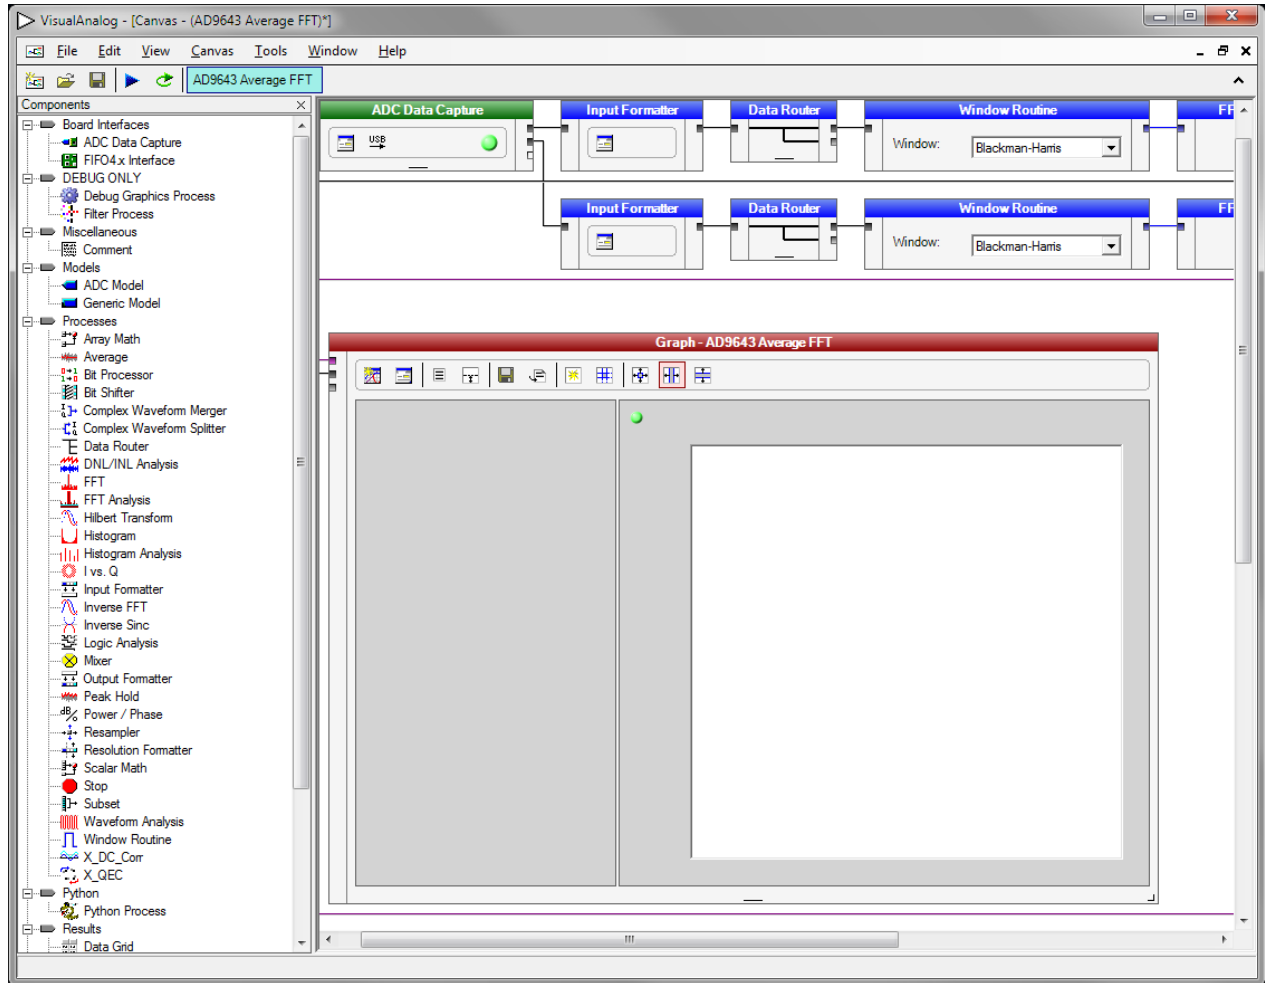 VisualAnalog - [Canvas - (AD9643 Average FFT)*]
File Edit View Canvas Tools Window Help
AD9643 Average FFT
Components
Board Interfaces
ADC Data Capture
FIFO4.x Interface
DEBUG ONLY
Debug Graphics Process
Filter Process
Miscellaneous
Comment
Models
ADC Model
Generic Model
Processes
Array Math
Average
Bit Processor
Bit Shifter
Complex Waveform Merger
Complex Waveform Splitter
Data Router
DNL/INL Analysis
FFT
FFT Analysis
Hilbert Transform
Histogram
Histogram Analysis
I vs. Q
Input Formatter
Inverse FFT
Inverse Sinc
Logic Analysis
Mixer
Output Formatter
Peak Hold
Power / Phase
Resampler
Resolution Formatter
Scalar Math
Stop
Subset
Waveform Analysis
Window Routine
X_DC_Corr
X_QEC
Python
Python Process
Results
Data Grid
ADC Data Capture Input Formatter Data Router Window Routine FF
USB
Window: Blackman-Harris
Input Formatter Data Router Window Routine FF
Window: Blackman-Harris
Graph - AD9643 Average FFT